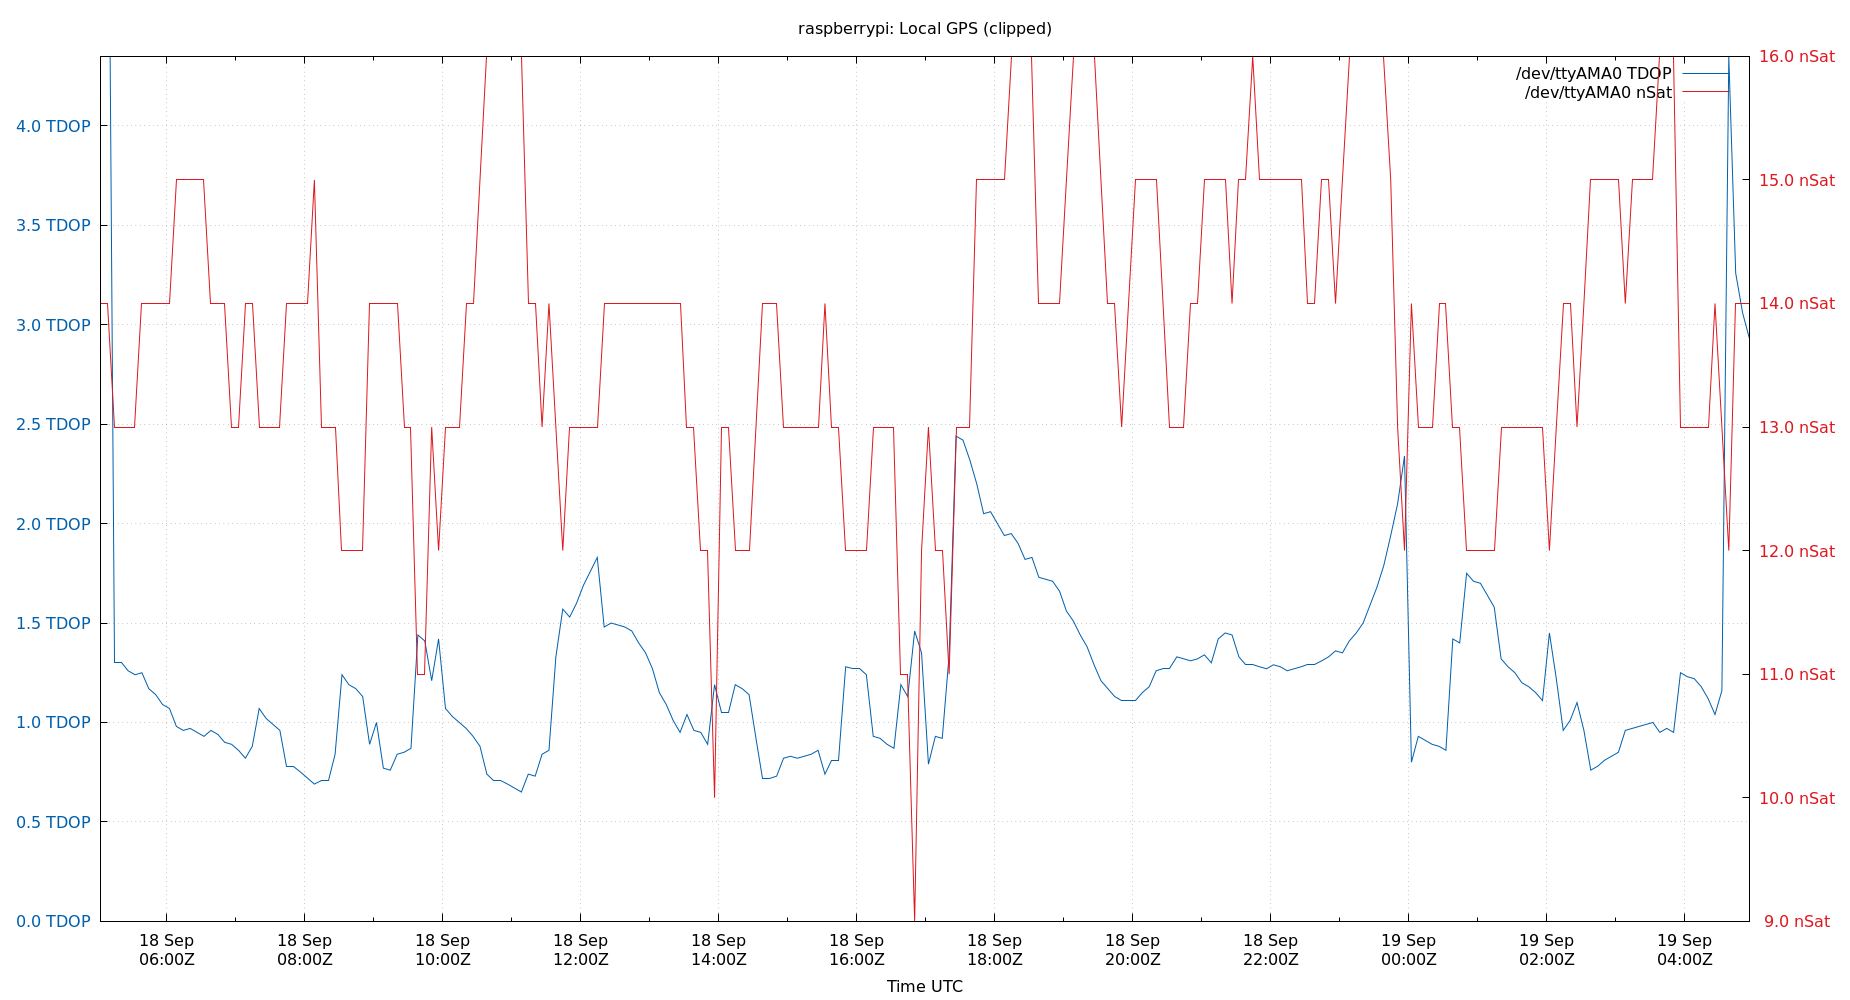 raspberrypi: Local GPS (clipped)
/dev/ttyAMA0 TDOP
/dev/ttyAMA0 nSat
4.0 TDOP
3.5 TDOP
3.0 TDOP
2.5 TDOP
2.0 TDOP
1.5 TDOP
1.0 TDOP
0.5 TDOP
0.0 TDOP
16.0 nSat
15.0 nSat
14.0 nSat
13.0 nSat
12.0 nSat
11.0 nSat
10.0 nSat
9.0 nSat
18 Sep
06:00Z
18 Sep
08:00Z
18 Sep
10:00Z
18 Sep
12:00Z
18 Sep
14:00Z
18 Sep
16:00Z
18 Sep
18:00Z
18 Sep
20:00Z
18 Sep
22:00Z
19 Sep
00:00Z
19 Sep
02:00Z
19 Sep
04:00Z
Time UTC